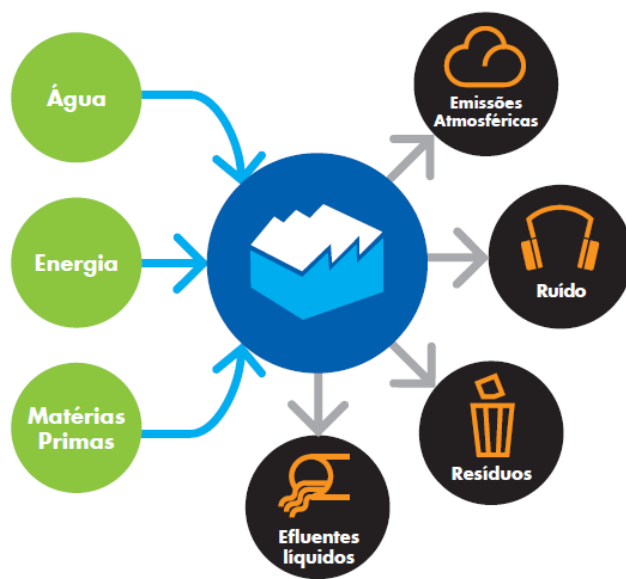 Água
Energia
Matérias
Primas
Emissões
Atmosféricas
Ruído
Resíduos
Efluentes
líquidos